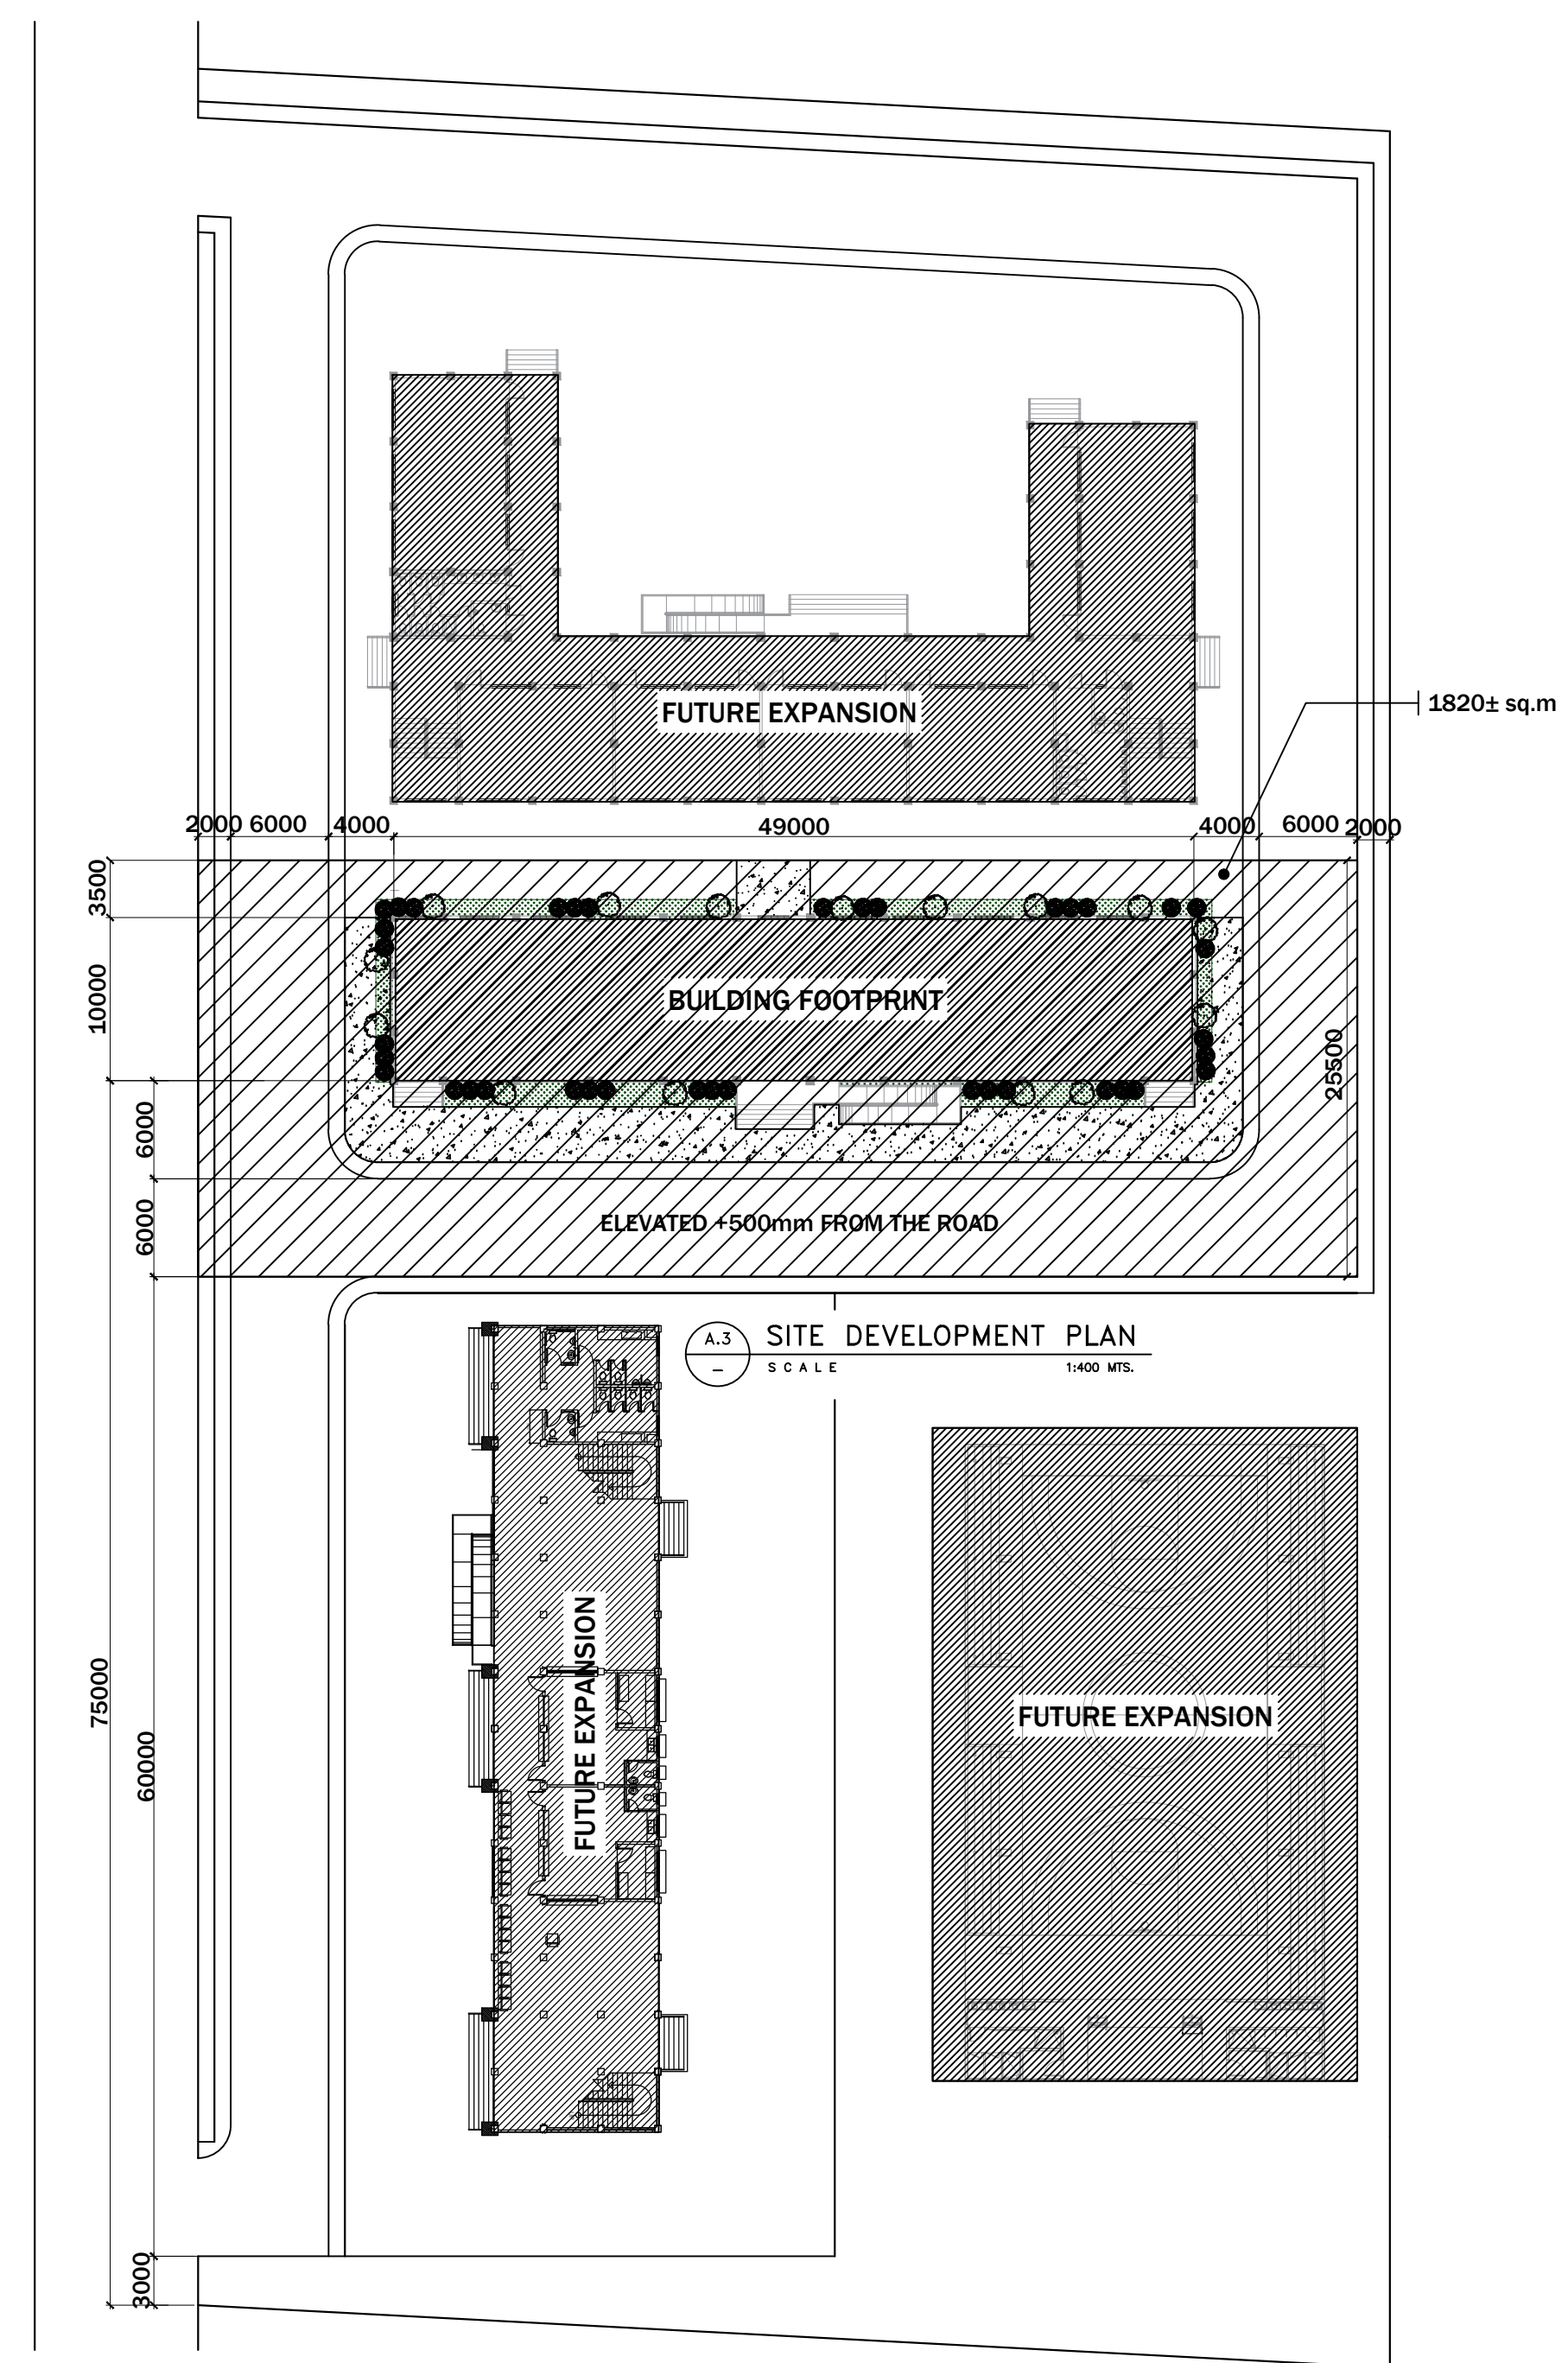 FUTURE EXPANSION
1820± sq.m
2000
6000
4000
49000
4000
6000
2000
3500
10000
BUILDING FOOTPRINT
25500
6000
6000
ELEVATED +500mm FROM THE ROAD
A.3
–
SITE DEVELOPMENT PLAN
SCALE
1:400 MTS.
FUTURE EXPANSION
FUTURE EXPANSION
75000
60000
3000